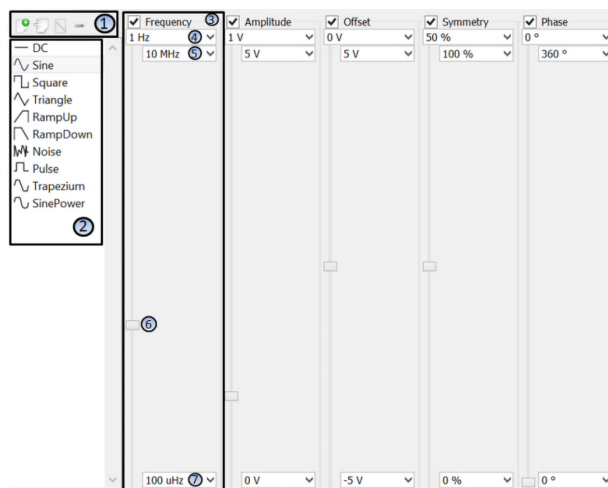 1
Frequency 3 Amplitude Offset Symmetry Phase
1 Hz 4 1 V 0 V 50 % 0 °
10 MHz 5 5 V 5 V 100 % 360 °
DC
Sine
Square
Triangle
RampUp
RampDown
Noise
Pulse
Trapezium
SinePower
2
6
100 uHz 7 0 V -5 V 0 % 0 °